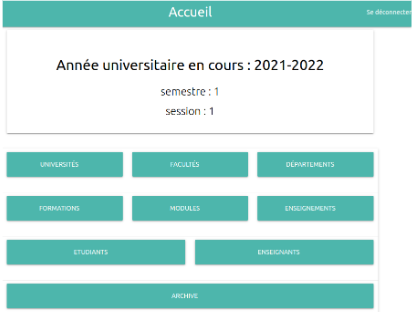 Accueil Se déconnecter
Année universitaire en cours : 2021-2022
semestre : 1
session : 1
UNIVERSITÉS FACULTÉS DÉPARTEMENTS
FORMATIONS MODULES ENSEIGNEMENTS
ETUDIANTS ENSEIGNANTS
ARCHIVE